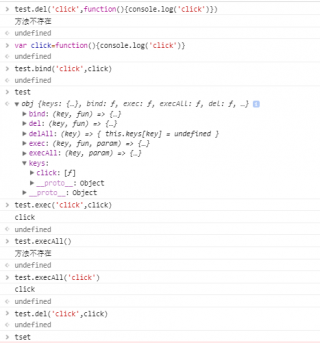 > test.del('click',function(){console.log('click')})
方法不存在
< undefined
> var click=function(){console.log('click')}
< undefined
> test.bind('click',click)
< undefined
> test
< ▼ obj {keys: {…}, bind: ƒ, exec: ƒ, execAll: ƒ, del: ƒ, …} i
▶ bind: (key, fun) => {…}
▶ del: (key, fun) => {…}
▶ delAll: (key) => { this.keys[key] = undefined }
▶ exec: (key, fun, param) => {…}
▶ execAll: (key, param) => {…}
▼ keys:
▶ click: [ƒ]
▶ __proto__: Object
▶ __proto__: Object
> test.exec('click',click)
click
< undefined
> test.execAll()
方法不存在
< undefined
> test.execAll('click')
click
< undefined
> test.del('click',click)
< undefined
> tset